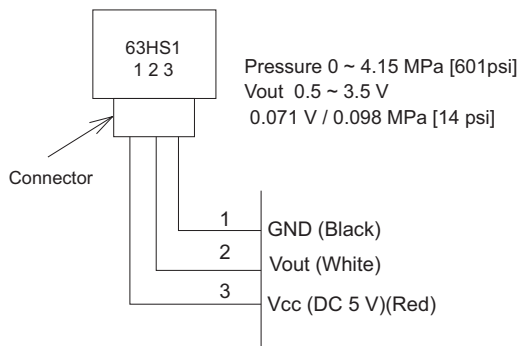 63HS1
1 2 3
Pressure 0 ~ 4.15 MPa [601psi]
Vout 0.5 ~ 3.5 V
0.071 V / 0.098 MPa [14 psi]
Connector
1
GND (Black)
2
Vout (White)
3
Vcc (DC 5 V)(Red)